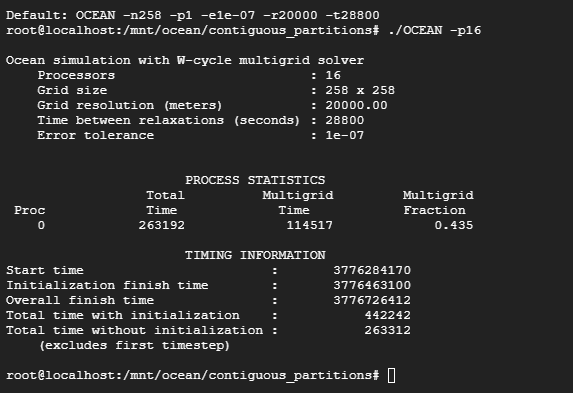 Default: OCEAN -n258 -p1 -e1e-07 -r20000 -t28800
root@localhost:/mnt/ocean/contiguous_partitions# ./OCEAN -p16
Ocean simulation with W-cycle multigrid solver
Processors : 16
Grid size : 258 x 258
Grid resolution (meters) : 20000.00
Time between relaxations (seconds) : 28800
Error tolerance : 1e-07
PROCESS STATISTICS
Total Multigrid Multigrid
Proc Time Time Fraction
0 263192 114517 0.435
TIMING INFORMATION
Start time : 3776284170
Initialization finish time : 3776463100
Overall finish time : 3776726412
Total time with initialization : 442242
Total time without initialization : 263312
(excludes first timestep)
root@localhost:/mnt/ocean/contiguous_partitions#